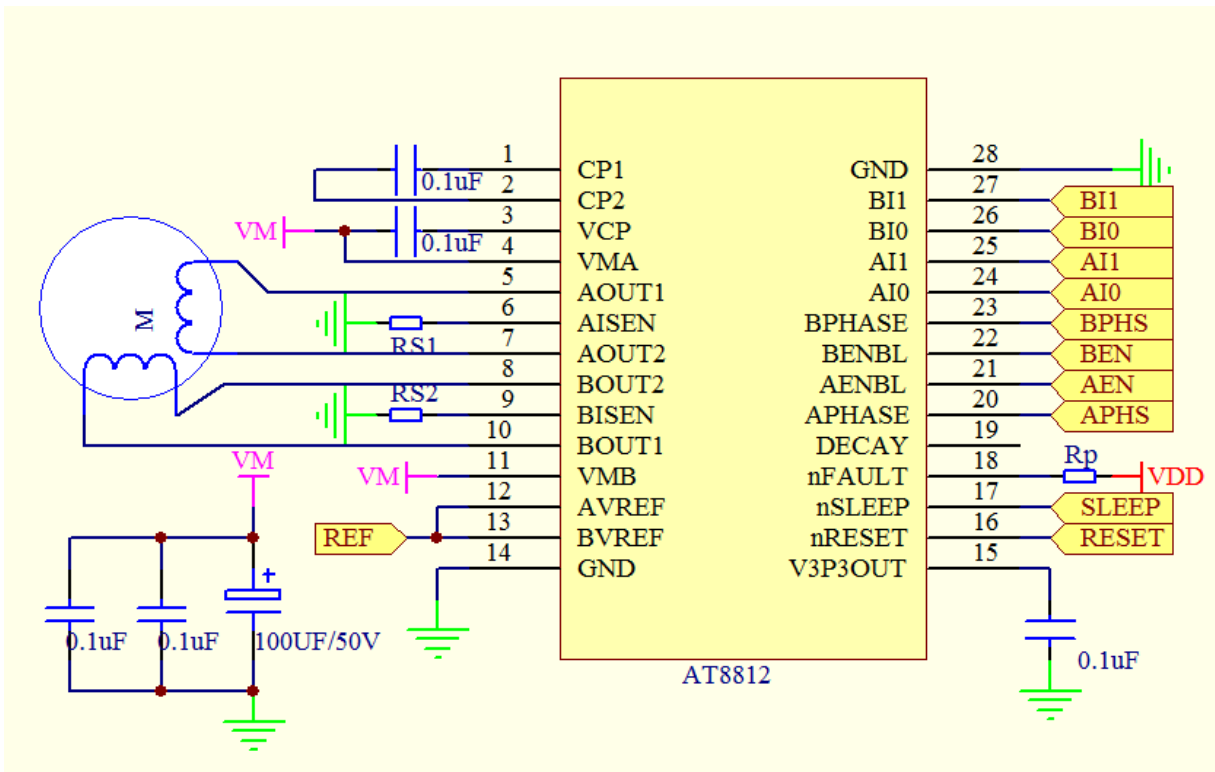 1
CP1
GND
28
0.1uF
2
CP2
BI1
27
BI1
VM
3
VCP
BI0
26
BI0
0.1uF
4
VMA
AI1
25
AI1
5
AOUT1
AI0
24
AI0
M
6
AISEN
BPHASE
23
BPHS
RS1
7
AOUT2
BENBL
22
BEN
8
BOUT2
AENBL
21
AEN
RS2
9
BISEN
APHASE
20
APHS
10
BOUT1
DECAY
19
VM
VM
11
VMB
nFAULT
18
Rp
VDD
12
AVREF
nSLEEP
17
SLEEP
REF
13
BVREF
nRESET
16
RESET
14
GND
V3P3OUT
15
+
0.1uF
0.1uF
100UF/50V
0.1uF
AT8812